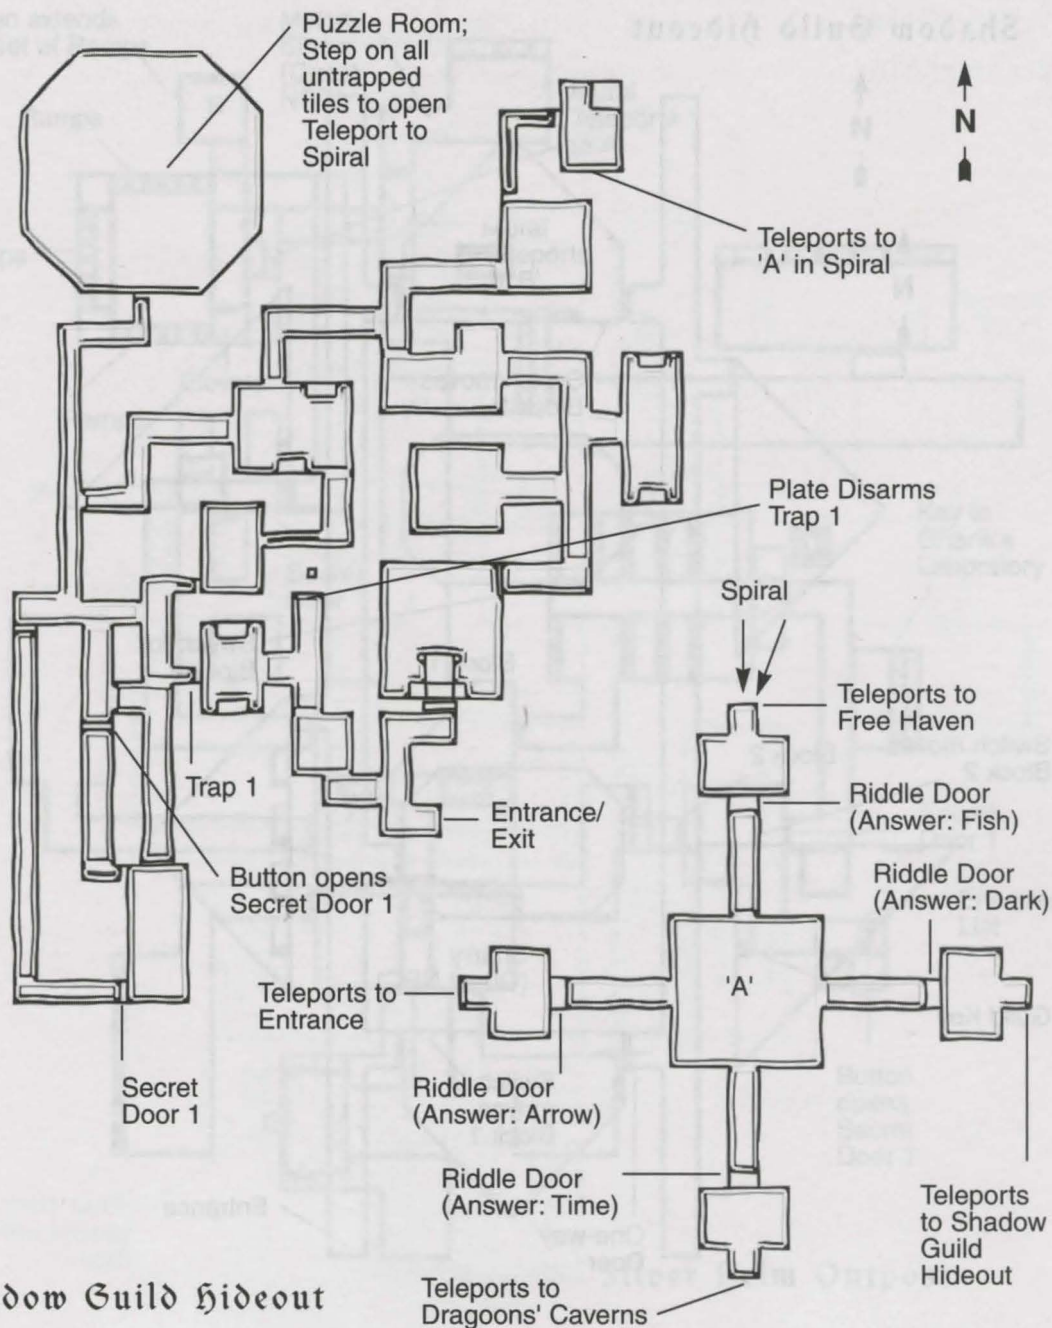 Puzzle Room;
Step on all
untrapped
tiles to open
Teleport to
Spiral
N
Teleports to
'A' in Spiral
Plate Disarms
Trap 1
Spiral
Teleports to
Free Haven
Trap 1
Entrance/
Exit
Riddle Door
(Answer: Fish)
Button opens
Secret Door 1
Riddle Door
(Answer: Dark)
'A'
Teleports to
Entrance
Secret
Door 1
Riddle Door
(Answer: Arrow)
Riddle Door
(Answer: Time)
Teleports
to Shadow
Guild
Hideout
Teleports to
Dragoons' Caverns
dow Guild Hideout